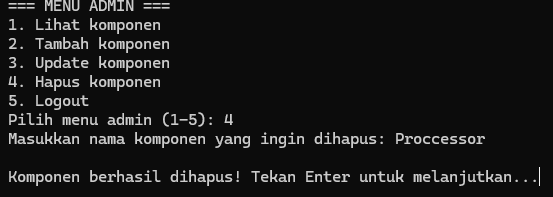 === MENU ADMIN ===
1. Lihat komponen
2. Tambah komponen
3. Update komponen
4. Hapus komponen
5. Logout
Pilih menu admin (1-5): 4
Masukkan nama komponen yang ingin dihapus: Proccessor
Komponen berhasil dihapus! Tekan Enter untuk melanjutkan...